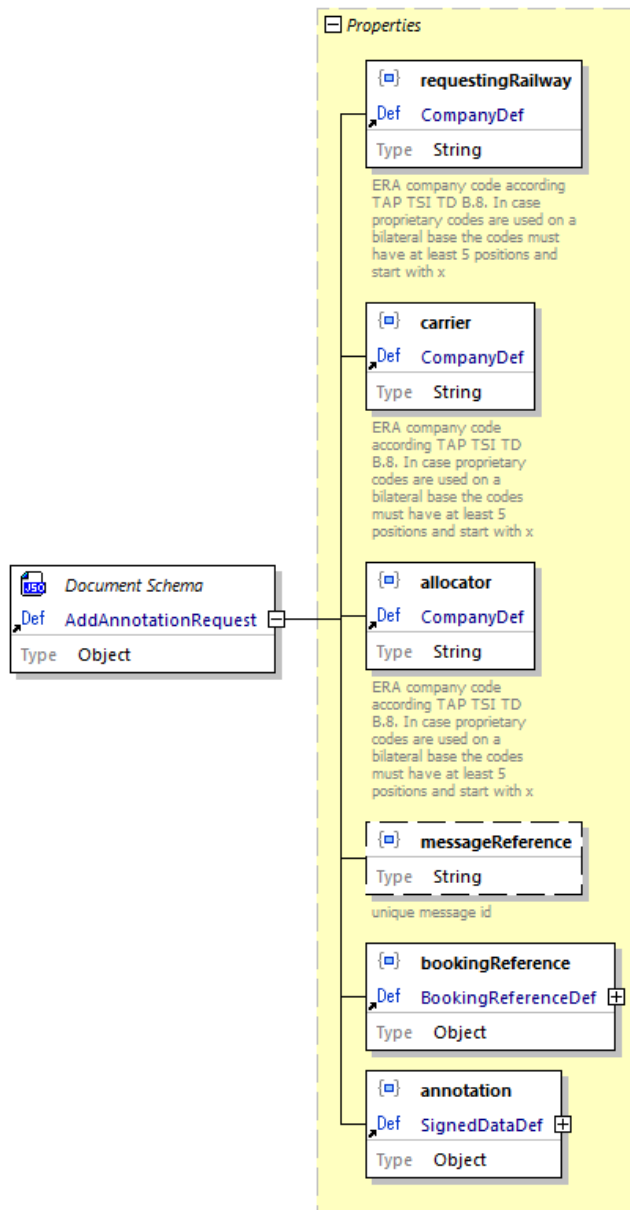 Properties
requestingRailway
Def CompanyDef
Type String
ERA company code according
TAP TSI TD B.8. In case
proprietary codes are used on a
bilateral base the codes must
have at least 5 positions and
start with x
carrier
Def CompanyDef
Type String
ERA company code
according TAP TSI TD
B.8. In case proprietary
codes are used on a
bilateral base the codes
must have at least 5
positions and start with x
JSO Document Schema
Def AddAnnotationRequest
Type Object
allocator
Def CompanyDef
Type String
ERA company code
according TAP TSI TD
B.8. In case proprietary
codes are used on a
bilateral base the codes
must have at least 5
positions and start with x
messageReference
Type String
unique message id
bookingReference
Def BookingReferenceDef
Type Object
annotation
Def SignedDataDef
Type Object